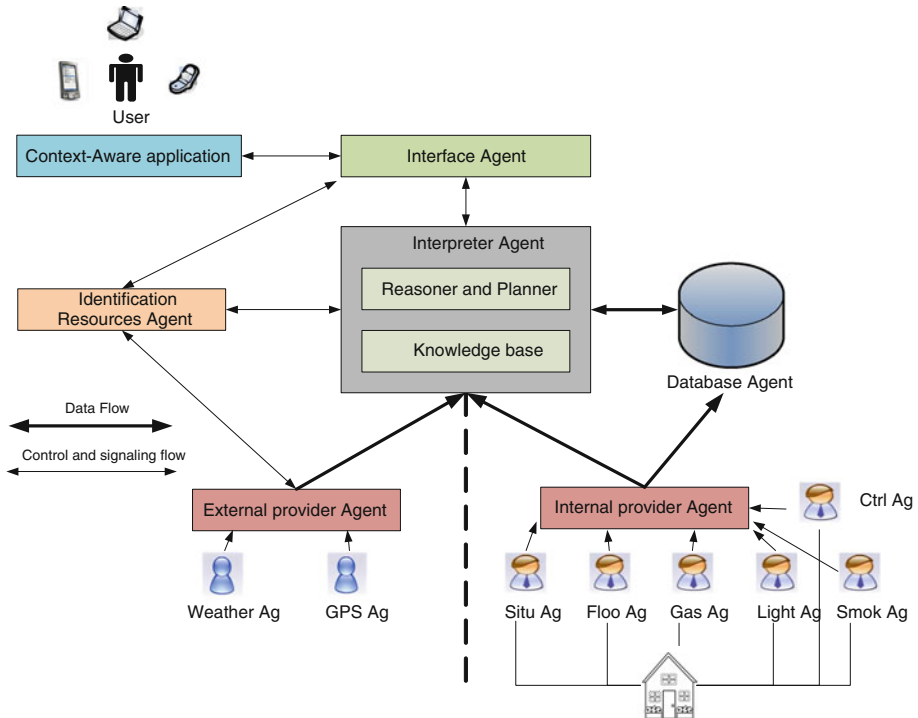 User
Context-Aware application
Interface Agent
Interpreter Agent
Reasoner and Planner
Identification
Resources Agent
Knowledge base
Database Agent
Data Flow
Control and signaling flow
External provider Agent
Internal provider Agent
Ctrl Ag
Weather Ag
GPS Ag
Situ Ag
Floo Ag
Gas Ag
Light Ag
Smok Ag